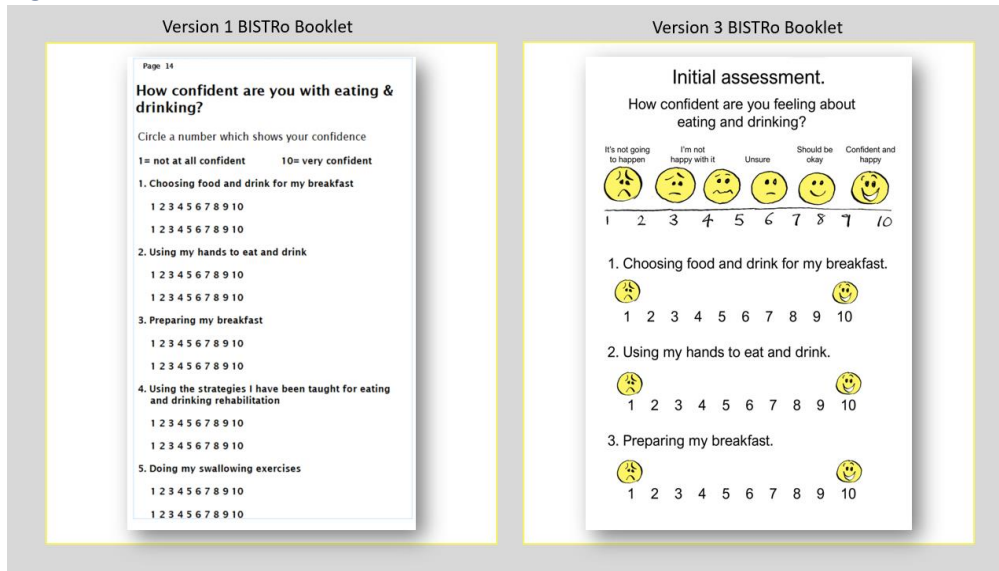 Version 1 BISTRo Booklet
Page 14
How confident are you with eating &
drinking?
Circle a number which shows your confidence
1= not at all confident 10= very confident
1. Choosing food and drink for my breakfast
1 2 3 4 5 6 7 8 9 10
1 2 3 4 5 6 7 8 9 10
2. Using my hands to eat and drink
1 2 3 4 5 6 7 8 9 10
1 2 3 4 5 6 7 8 9 10
3. Preparing my breakfast
1 2 3 4 5 6 7 8 9 10
1 2 3 4 5 6 7 8 9 10
4. Using the strategies I have been taught for eating
and drinking rehabilitation
1 2 3 4 5 6 7 8 9 10
1 2 3 4 5 6 7 8 9 10
5. Doing my swallowing exercises
1 2 3 4 5 6 7 8 9 10
1 2 3 4 5 6 7 8 9 10
Version 3 BISTRo Booklet
Initial assessment.
How confident are you feeling about
eating and drinking?
It's not going I'm not Should be Confident and
to happen happy with it Unsure okay happy
1 2 3 4 5 6 7 8 9 10
1. Choosing food and drink for my breakfast.
1 2 3 4 5 6 7 8 9 10
2. Using my hands to eat and drink.
1 2 3 4 5 6 7 8 9 10
3. Preparing my breakfast.
1 2 3 4 5 6 7 8 9 10